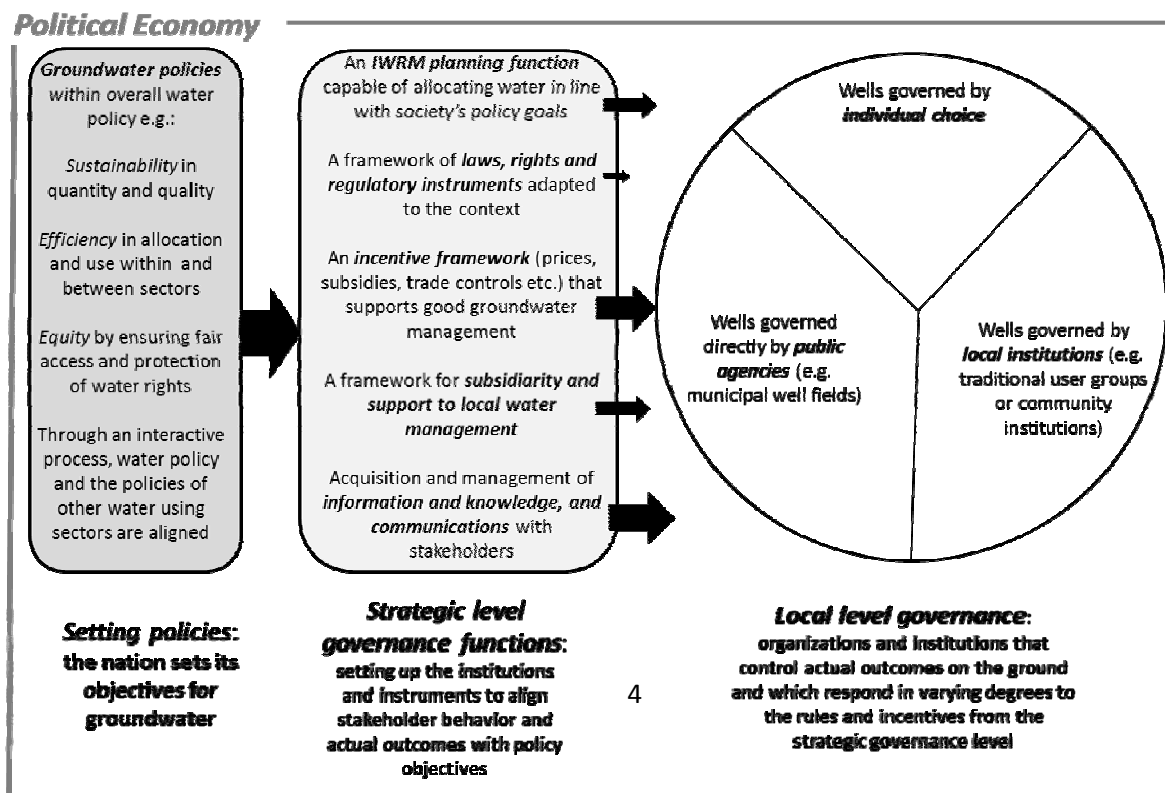 Political Economy
Groundwater policies
within overall water
policy e.g.:
Sustainability in
quantity and quality
Efficiency in allocation
and use within and
between sectors
Equity by ensuring fair
access and protection
of water rights
Through an interactive
process, water policy
and the policies of
other water using
sectors are aligned
An IWRM planning function
capable of allocating water in line
with society's policy goals
A framework of laws, rights and
regulatory instruments adapted
to the context
An incentive framework (prices,
subsidies, trade controls etc.) that
supports good groundwater
management
A framework for subsidiarity and
support to local water
management
Acquisition and management of
information and knowledge, and
communications with
stakeholders
Wells governed by
individual choice
Wells governed
directly by public
agencies (e.g.
municipal well fields)
Wells governed by
local institutions (e.g.
traditional user groups
or community
institutions)
Setting policies:
the nation sets its
objectives for
groundwater
Strategic level
governance functions:
setting up the institutions
and instruments to align
stakeholder behavior and
actual outcomes with policy
objectives
4
Local level governance:
organizations and institutions that
control actual outcomes on the ground
and which respond in varying degrees to
the rules and incentives from the
strategic governance level